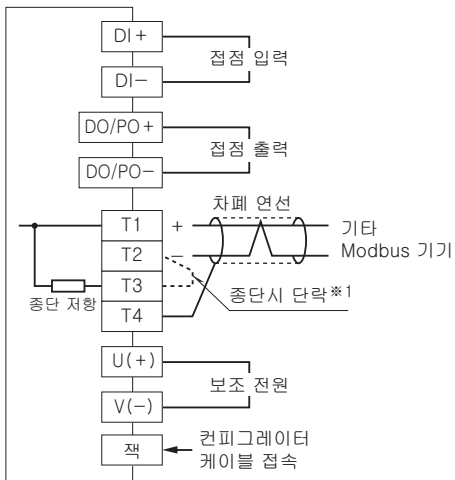 DI+
접점 입력
DI−
DO/PO+
접점 출력
DO/PO−
차폐 연선
T1
+
기타
T2
−
Modbus 기기
T3
종단시 단락※1
종단 저항
T4
U(+)
보조 전원
V(−)
잭
컨피그레이터
케이블 접속